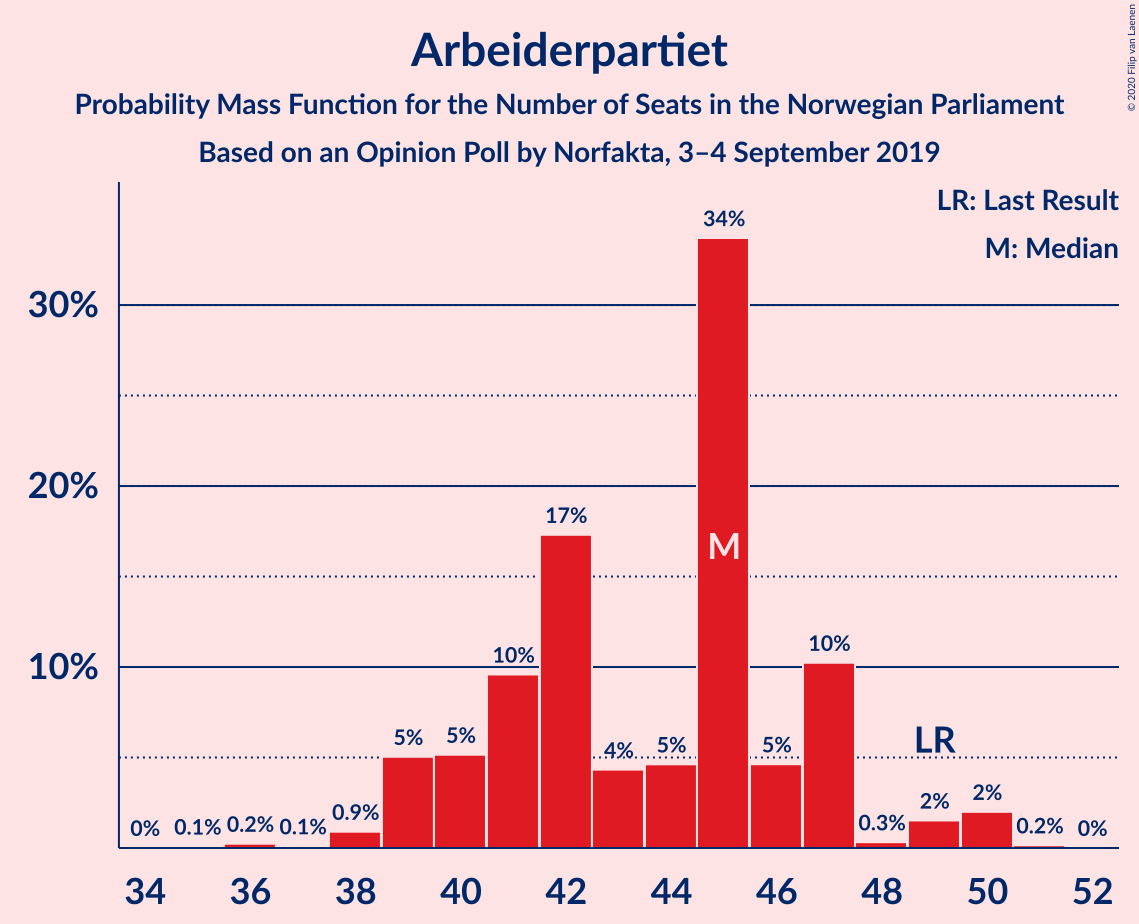 Arbeiderpartiet
Probability Mass Function for the Number of Seats in the Norwegian Parliament
Based on an Opinion Poll by Norfakta, 3–4 September 2019
© 2020 Filip van Laenen
LR: Last Result
M: Median
30%
20%
10%
0%
0.1%
0.2%
0.1%
0.9%
5%
5%
10%
17%
4%
5%
34%
M
5%
10%
0.3%
LR
2%
2%
0.2%
0%
34 36 38 40 42 44 46 48 50 52